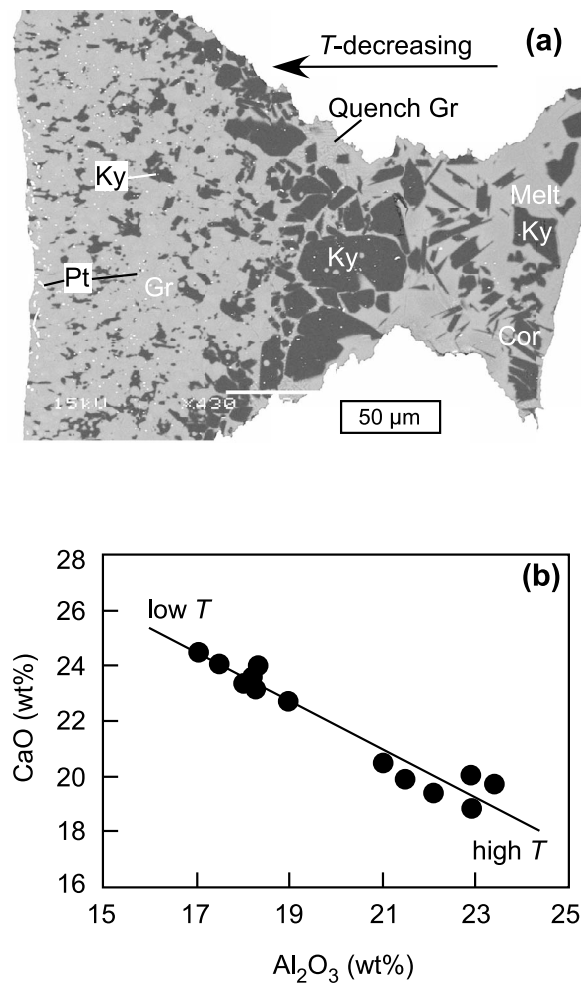 (a)
T-decreasing
Quench Gr
Ky
Melt
Ky
Pt
Gr
Ky
Cor
15kU X430
50 µm
(b)
28
26
24
22
20
18
16
CaO (wt%)
low T
high T
15 17 19 21 23 25
Al₂O₃ (wt%)